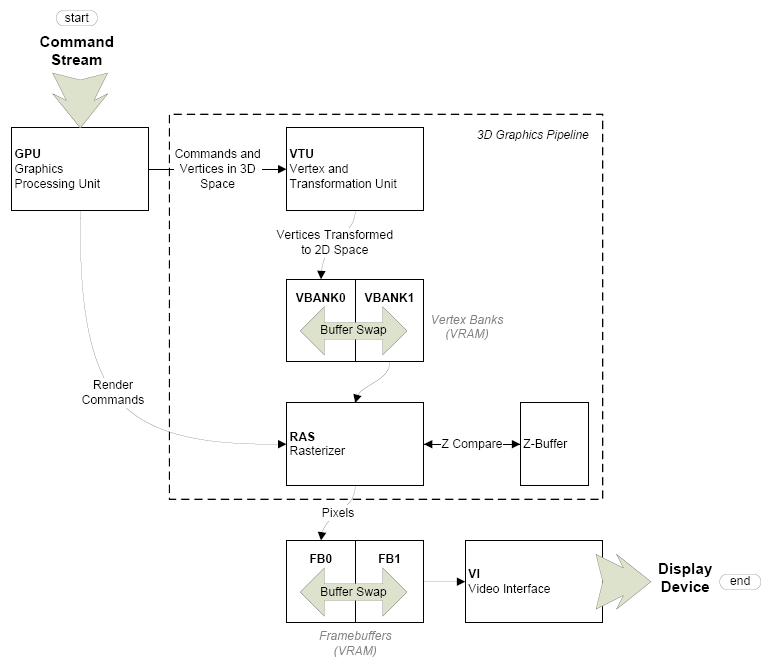 start
Command
Stream
3D Graphics Pipeline
GPU
Graphics
Processing Unit
Commands and
Vertices in 3D
Space
VTU
Vertex and
Transformation Unit
Vertices Transformed
to 2D Space
VBANK0
VBANK1
Buffer Swap
Vertex Banks
(VRAM)
Render
Commands
RAS
Rasterizer
Z Compare
Z-Buffer
Pixels
FB0
FB1
Buffer Swap
Framebuffers
(VRAM)
VI
Video Interface
Display
Device
end